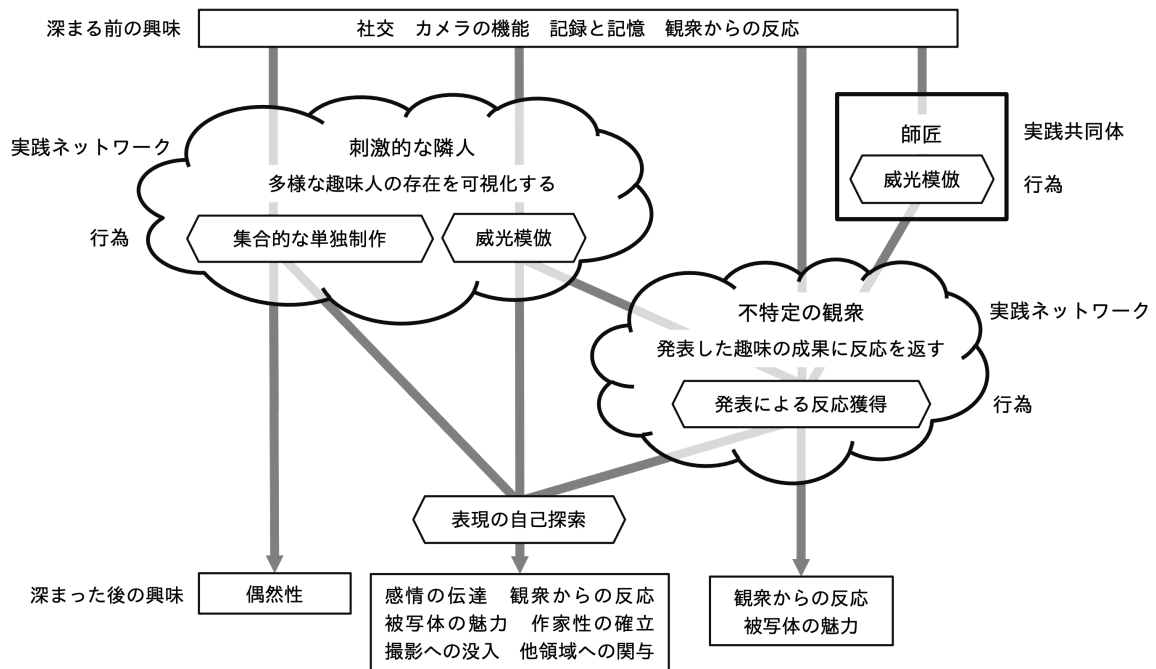 深まる前の興味
社交　カメラの機能　記録と記憶　観衆からの反応
実践ネットワーク
刺激的な隣人
多様な趣味人の存在を可視化する
行為
集合的な単独制作
威光模倣
師匠
威光模倣
実践共同体
行為
不特定の観衆
発表した趣味の成果に反応を返す
発表による反応獲得
実践ネットワーク
行為
表現の自己探索
深まった後の興味
偶然性
感情の伝達　観衆からの反応
被写体の魅力　作家性の確立
撮影への没入　他領域への関与
観衆からの反応
被写体の魅力